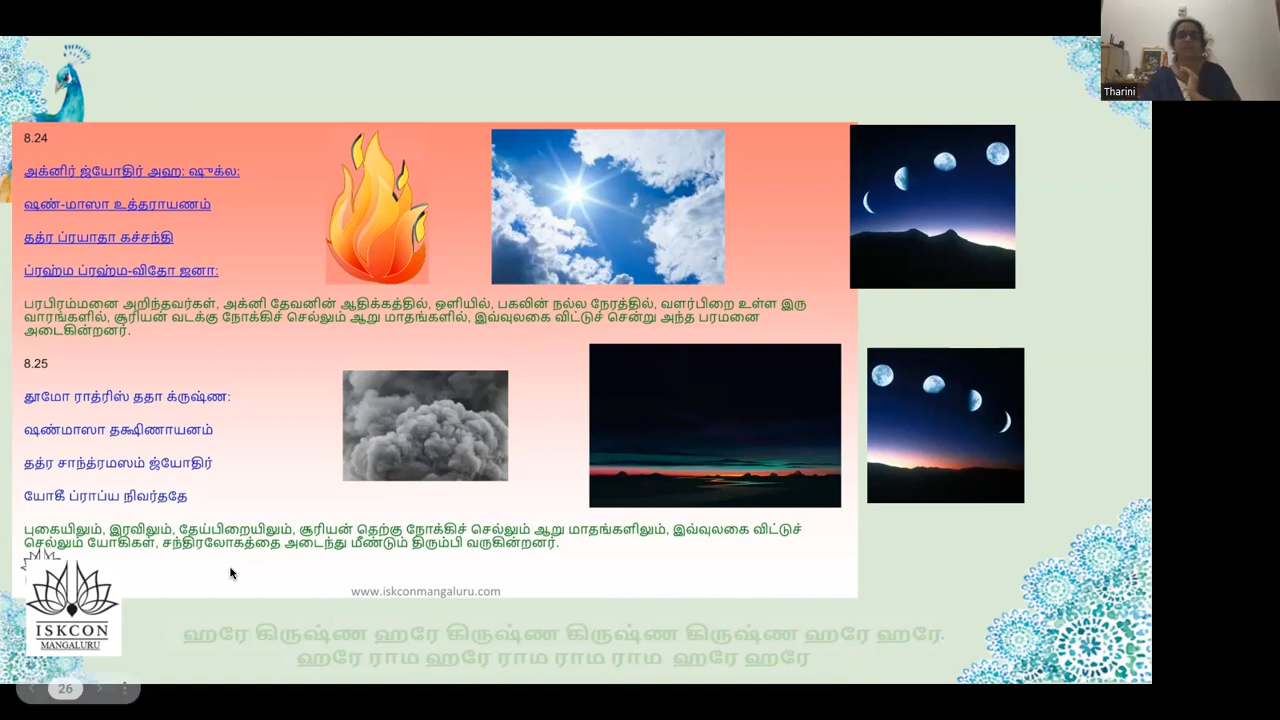 Tharini
8.24
அக்னிர் ஜ்யோதிர் அஹ: ஷுக்ல:
ஷண்-மாஸா உத்தராயணம்
தத்ர ப்ரயாதா கச்சந்தி
ப்ரஹ்ம ப்ரஹ்ம-விதோ ஜனா:
பரபிரம்மனை அறிந்தவர்கள், அக்னி தேவனின் ஆதிக்கத்தில், ஒளியில், பகலின் நல்ல நேரத்தில், வளர்பிறை உள்ள இரு
வாரங்களில், சூரியன் வடக்கு நோக்கிச் செல்லும் ஆறு மாதங்களில், இவ்வுலகை விட்டுச் சென்று அந்த பரமனை
அடைகின்றனர்.
8.25
தூமோ ராத்ரிஸ் ததா க்ருஷ்ண:
ஷண்மாஸா தக்ஷிணாயனம்
தத்ர சாந்த்ரமஸம் ஜ்யோதிர்
யோகீ ப்ராப்ய நிவர்ததே
புகையிலும், இரவிலும், தேய்பிறையிலும், சூரியன் தெற்கு நோக்கிச் செல்லும் ஆறு மாதங்களிலும், இவ்வுலகை விட்டுச்
செல்லும் யோகிகள், சந்திரலோகத்தை அடைந்து மீண்டும் திரும்பி வருகின்றனர்.
www.iskconmangaluru.com
ISKCON
MANGALURU
ஹரே கிருஷ்ண ஹரே கிருஷ்ண கிருஷ்ண கிருஷ்ண ஹரே ஹரே.
ஹரே ராம ஹரே ராம ராம ராம ஹரே ஹரே
26